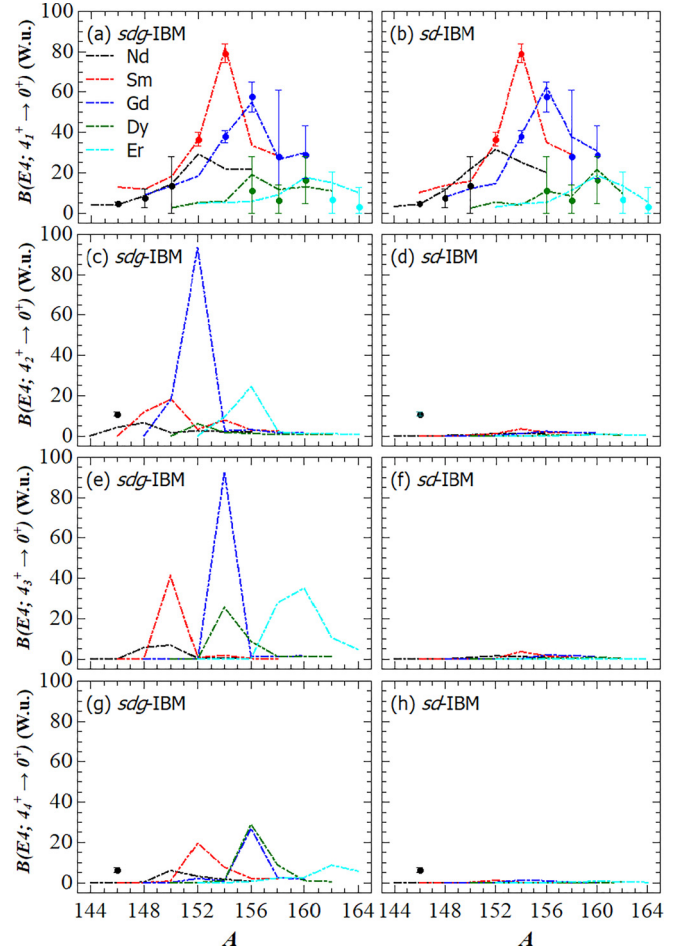 (a) sdg-IBM
(b) sd-IBM
Nd
Sm
Gd
Dy
Er
100
80
60
40
20
0
B(E4; 4₁⁺ → 0⁺) (W.u.)
(c) sdg-IBM
(d) sd-IBM
100
80
60
40
20
0
B(E4; 4₂⁺ → 0⁺) (W.u.)
(e) sdg-IBM
(f) sd-IBM
100
80
60
40
20
0
B(E4; 4₃⁺ → 0⁺) (W.u.)
(g) sdg-IBM
(h) sd-IBM
100
80
60
40
20
0
B(E4; 4₄⁺ → 0⁺) (W.u.)
144 148 152 156 160 164
144 148 152 156 160 164
A
A